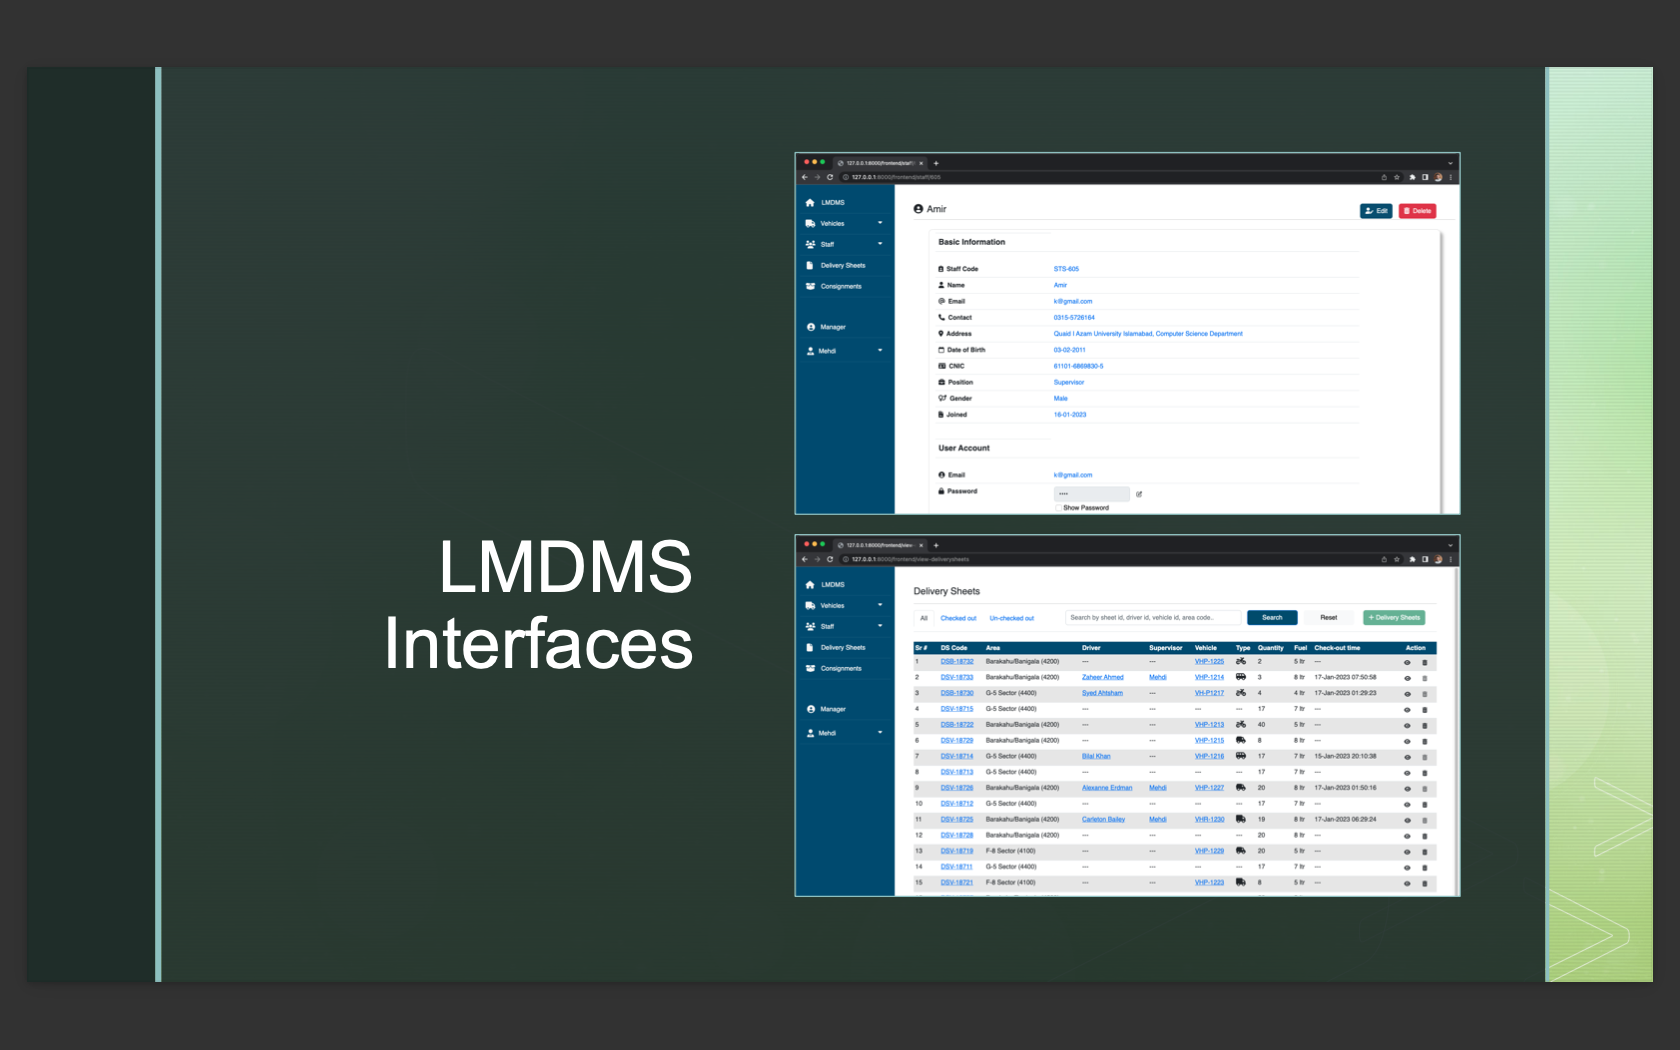 LMDMS
Interfaces
127.0.0.1:8000/frontend/staff/
127.0.0.1:8000/frontend/staff/605
LMDMS
Vehicles
Staff
Delivery Sheets
Consignments
Manager
Mehdi
Amir
Edit
Delete
Basic Information
Staff Code STS-605
Name Amir
Email k@gmail.com
Contact 0315-5726164
Address Quaid I Azam University Islamabad, Computer Science Department
Date of Birth 03-02-2011
CNIC 61101-6869830-5
Position Supervisor
Gender Male
Joined 16-01-2023
User Account
Email k@gmail.com
Password ••••
Show Password
127.0.0.1:8000/frontend/view-
127.0.0.1:8000/frontend/view-deliverysheets
LMDMS
Vehicles
Staff
Delivery Sheets
Consignments
Manager
Mehdi
Delivery Sheets
All Checked out Un-checked out Search by sheet id, driver id, vehicle id, area code.. Search Reset + Delivery Sheets
Sr # DS Code Area Driver Supervisor Vehicle Type Quantity Fuel Check-out time Action
1 DSB-18732 Barakahu/Banigala (4200) --- --- VHP-1225 2 5 ltr ---
2 DSV-18733 Barakahu/Banigala (4200) Zaheer Ahmed Mehdi VHP-1214 3 8 ltr 17-Jan-2023 07:50:58
3 DSB-18730 G-5 Sector (4400) Syed Ahtsham --- VH-P1217 4 4 ltr 17-Jan-2023 01:29:23
4 DSV-18715 G-5 Sector (4400) --- --- --- --- 17 7 ltr ---
5 DSB-18722 Barakahu/Banigala (4200) --- --- VHP-1213 40 5 ltr ---
6 DSV-18729 Barakahu/Banigala (4200) --- --- VHP-1215 8 8 ltr ---
7 DSV-18714 G-5 Sector (4400) Bilal Khan --- VHP-1216 17 7 ltr 15-Jan-2023 20:10:38
8 DSV-18713 G-5 Sector (4400) --- --- --- --- 17 7 ltr ---
9 DSV-18726 Barakahu/Banigala (4200) Alexanne Erdman Mehdi VHP-1227 20 8 ltr 17-Jan-2023 01:50:16
10 DSV-18712 G-5 Sector (4400) --- --- --- --- 17 7 ltr ---
11 DSV-18725 Barakahu/Banigala (4200) Carleton Bailey Mehdi VHR-1230 19 8 ltr 17-Jan-2023 06:29:24
12 DSV-18728 Barakahu/Banigala (4200) --- --- --- --- 20 8 ltr ---
13 DSV-18719 F-8 Sector (4100) --- --- VHP-1229 20 5 ltr ---
14 DSV-18711 G-5 Sector (4400) --- --- --- --- 17 7 ltr ---
15 DSV-18721 F-8 Sector (4100) --- --- VHP-1223 8 5 ltr ---